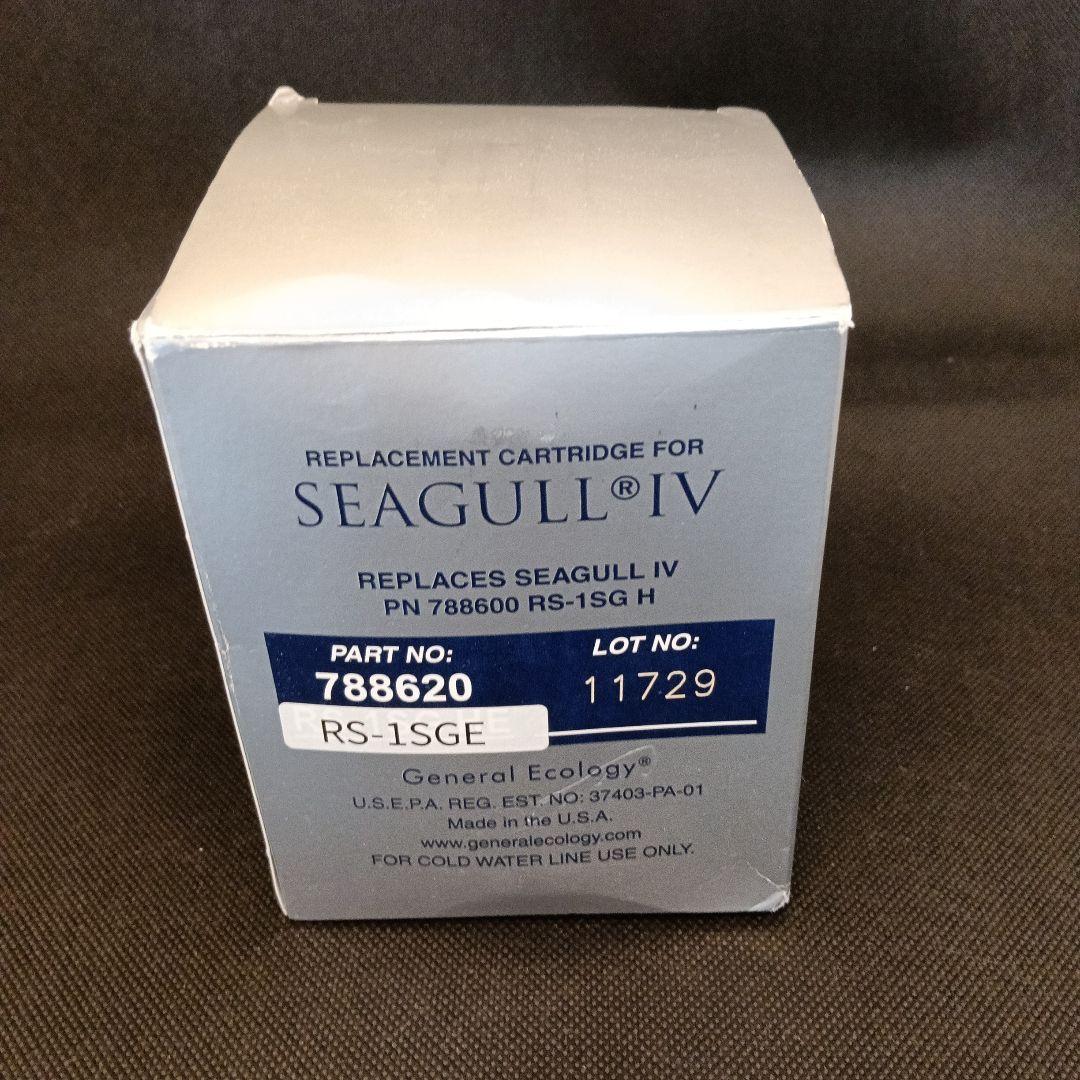 REPLACEMENT CARTRIDGE FOR
SEAGULL® IV
REPLACES SEAGULL IV
PN 788600 RS-1SG H
PART NO:
788620
LOT NO:
11729
RS-1SGE
General Ecology®
U.S.E.P.A. REG. EST. NO: 37403-PA-01
Made in the U.S.A.
www.generalecology.com
FOR COLD WATER LINE USE ONLY.